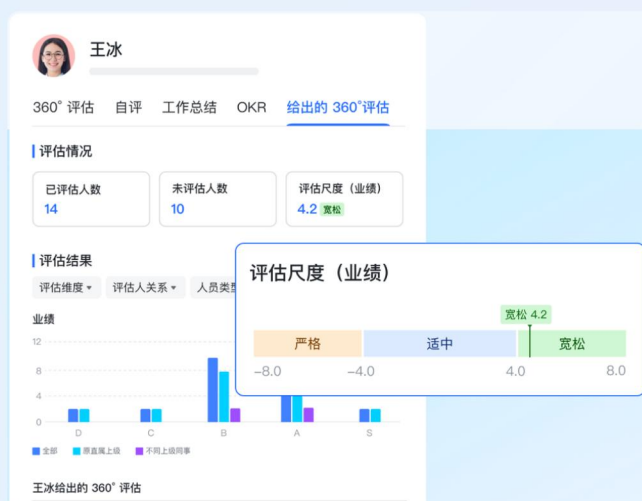 王冰
360° 评估 自评 工作总结 OKR 给出的 360°评估
评估情况
已评估人数
14
未评估人数
10
评估尺度（业绩）
4.2 宽松
评估结果
评估维度 评估人关系
业绩
12
8
4
0
D C B A S
全部 原直属上级 不同上级同事
王冰给出的 360° 评估
评估尺度（业绩）
宽松 4.2
严格 适中 宽松
-8.0 -4.0 4.0 8.0